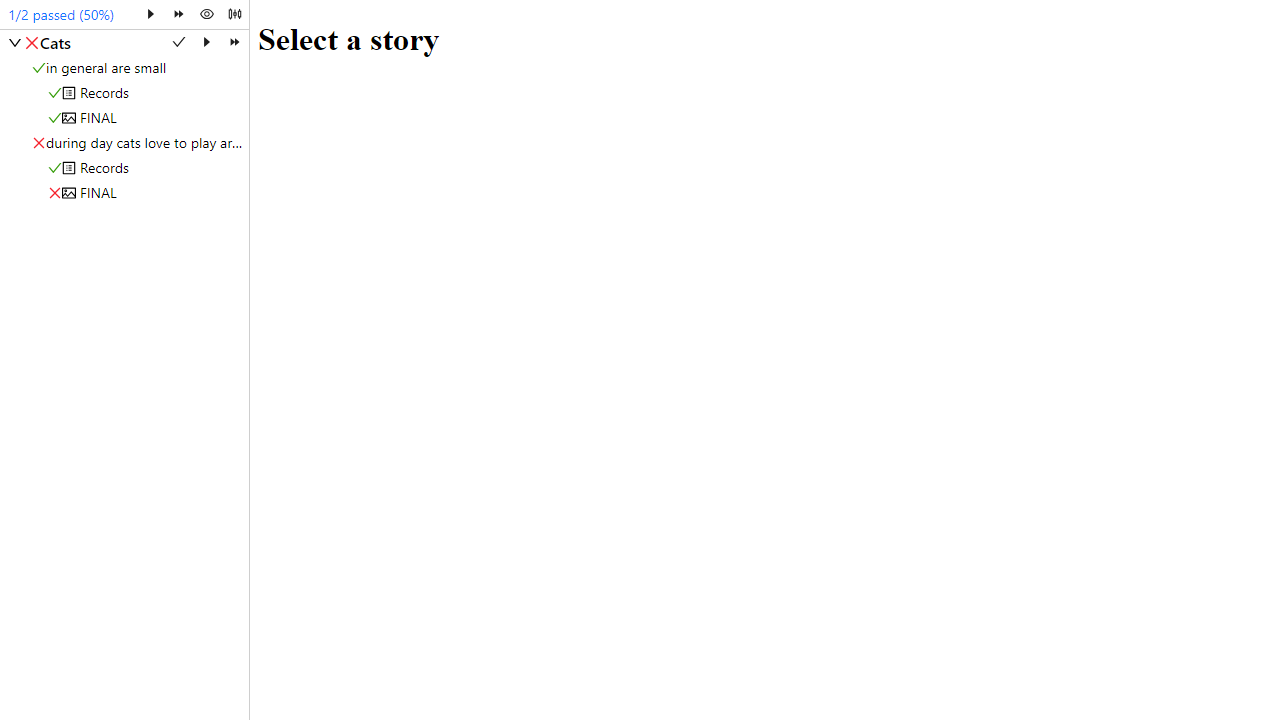 1/2 passed (50%)
Cats
in general are small
Records
FINAL
during day cats love to play ar...
Records
FINAL
Select a story